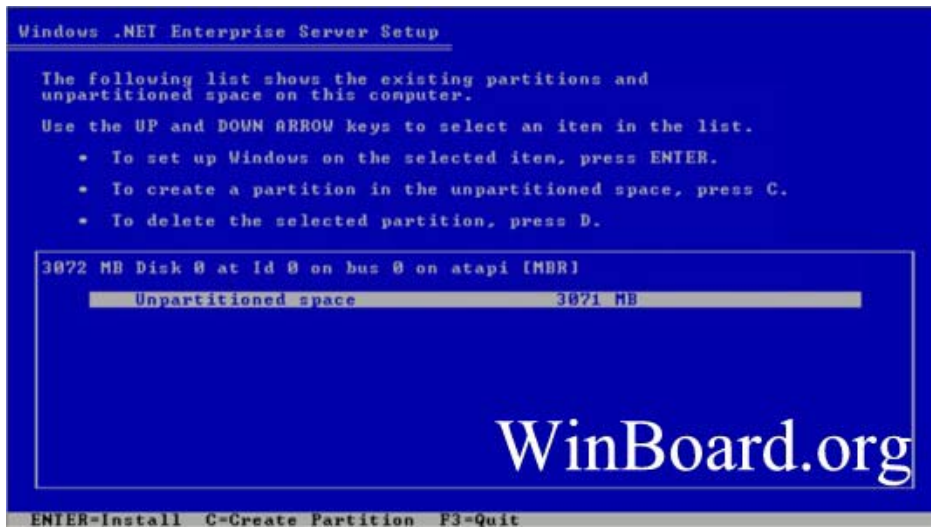 Windows .NET Enterprise Server Setup
The following list shows the existing partitions and
unpartitioned space on this computer.
Use the UP and DOWN ARROW keys to select an item in the list.
• To set up Windows on the selected item, press ENTER.
• To create a partition in the unpartitioned space, press C.
• To delete the selected partition, press D.
3072 MB Disk 0 at Id 0 on bus 0 on atapi [MBR]
Unpartitioned space 3071 MB
WinBoard.org
ENTER=Install C=Create Partition F3=Quit